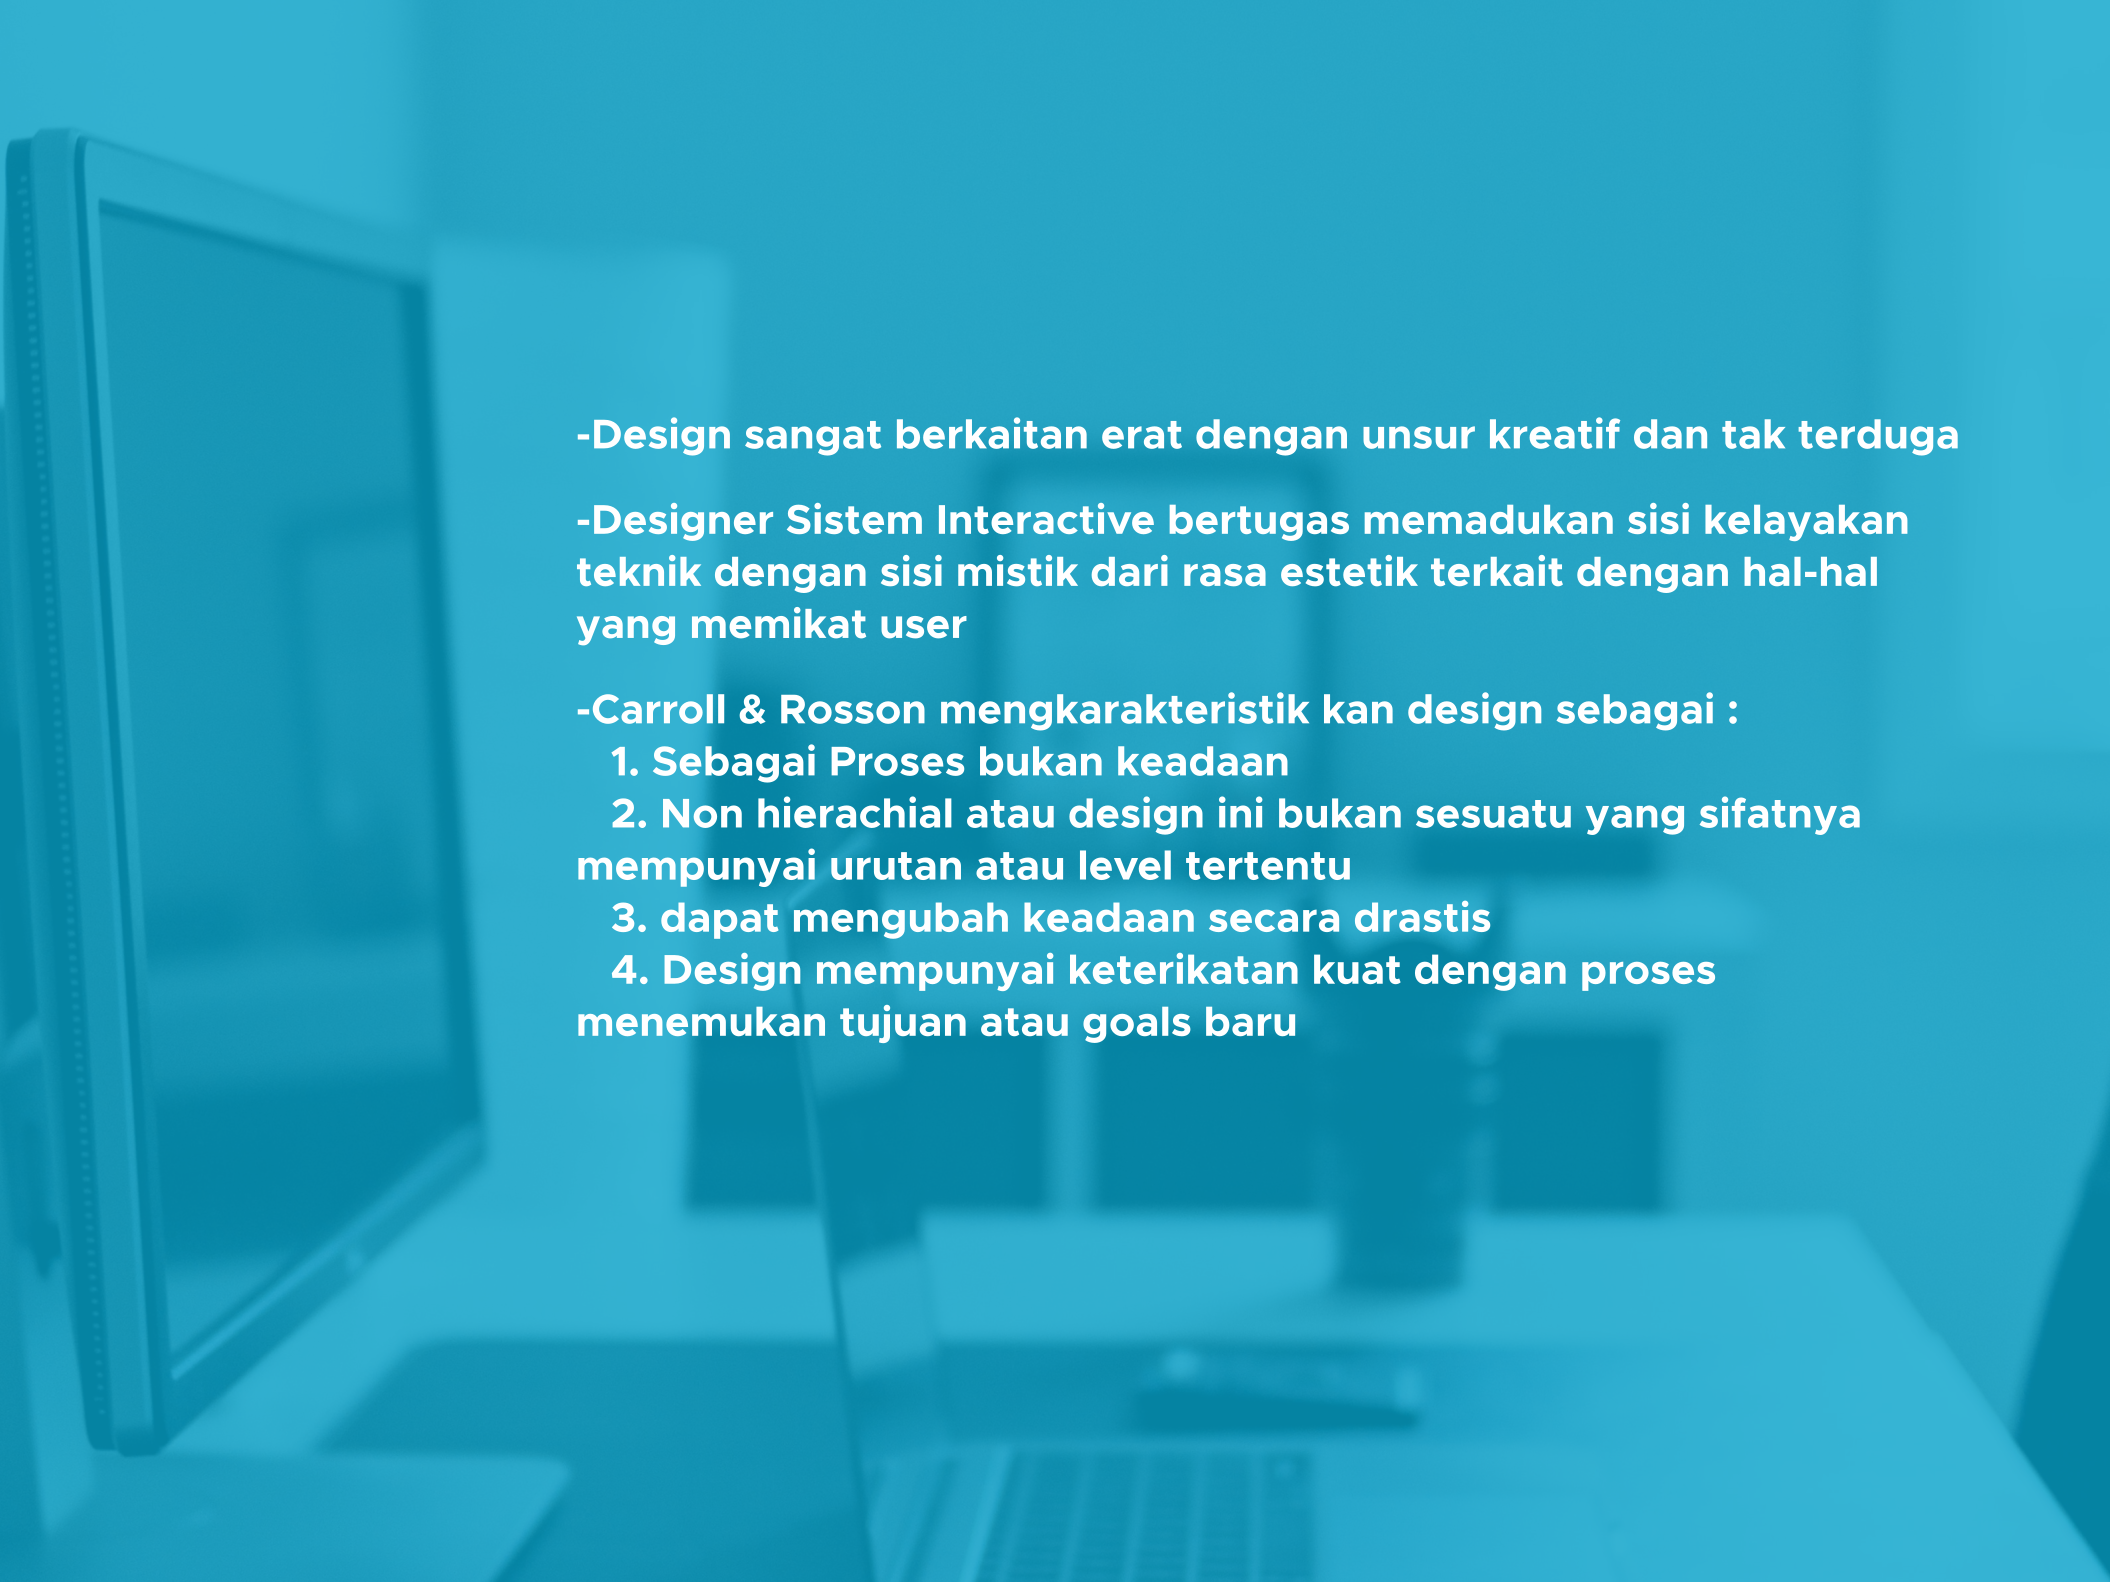 -Design sangat berkaitan erat dengan unsur kreatif dan tak terduga
-Designer Sistem Interactive bertugas memadukan sisi kelayakan
teknik dengan sisi mistik dari rasa estetik terkait dengan hal-hal
yang memikat user
-Carroll & Rosson mengkarakteristik kan design sebagai :
1. Sebagai Proses bukan keadaan
2. Non hierachial atau design ini bukan sesuatu yang sifatnya
mempunyai urutan atau level tertentu
3. dapat mengubah keadaan secara drastis
4. Design mempunyai keterikatan kuat dengan proses
menemukan tujuan atau goals baru